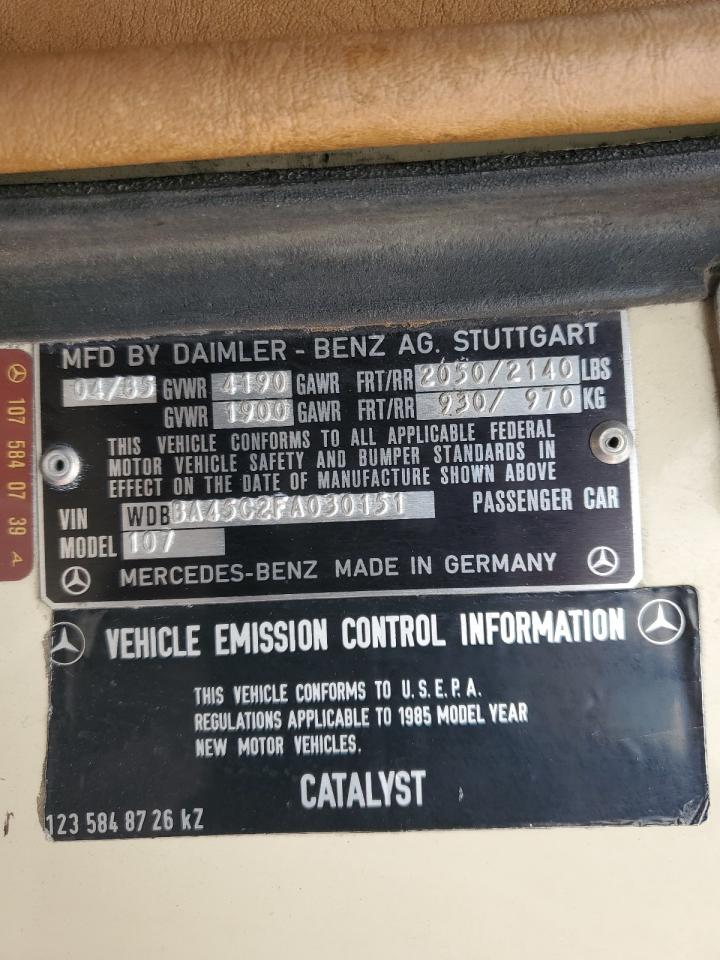 MFD BY DAIMLER - BENZ AG. STUTTGART
04/85 GVWR 4190 GAWR FRT/RR 2050/2140 LBS
GVWR 1900 GAWR FRT/RR 930/ 970 KG
THIS VEHICLE CONFORMS TO ALL APPLICABLE FEDERAL
MOTOR VEHICLE SAFETY AND BUMPER STANDARDS IN
EFFECT ON THE DATE OF MANUFACTURE SHOWN ABOVE
VIN WDBBA45C2FA030151 PASSENGER CAR
MODEL 107
MERCEDES-BENZ MADE IN GERMANY
107 584 07 39 A
VEHICLE EMISSION CONTROL INFORMATION
THIS VEHICLE CONFORMS TO U.S.E.P.A.
REGULATIONS APPLICABLE TO 1985 MODEL YEAR
NEW MOTOR VEHICLES.
CATALYST
123 584 87 26 kZ
r